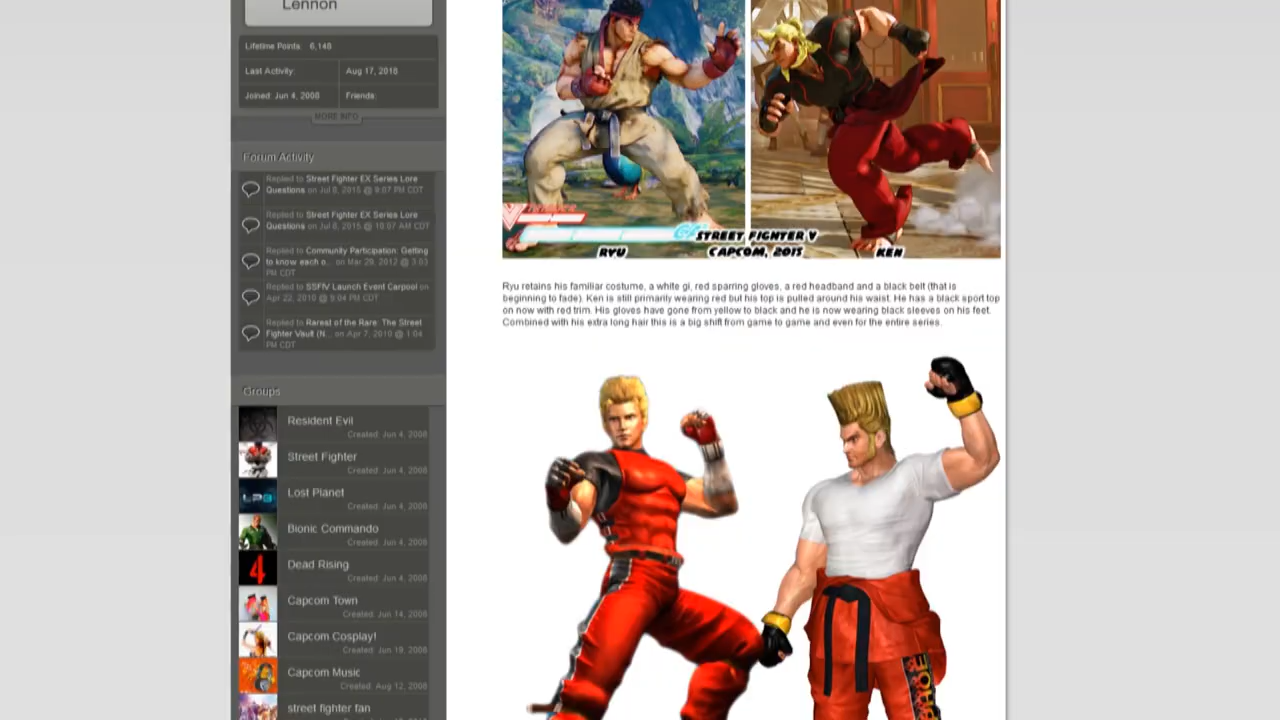 Lennon
Lifetime Points: 6,148
Last Activity: Aug 17, 2018
Joined: Jun 4, 2008 Friends:
MORE INFO
Forum Activity
Replied to Street Fighter EX Series Lore
Questions on Jul 8, 2015 @
Replied to Street Fighter EX Series Lore
Questions on Jul 8, 2015 @ 10:07 AM CDT
Replied to Community Participation: Getting
to know each o... on Mar 29, 2012 @ 3:03
PM CDT
Replied to SSFIV Launch Event Carpool on
Apr 22, 2010 @ 5:04 PM CDT
Replied to Rarest of the Rare: The Street
Fighter Vault (N... on Apr 7, 2010 @ 1:04
PM CDT
Groups
Resident Evil
Created: Jun 4, 2008
Street Fighter
Created: Jun 4, 2008
Lost Planet
Created: Jun 4, 2008
Bionic Commando
Created: Jun 4, 2008
4
Dead Rising
Created: Jun 4, 2008
Capcom Town
Created: Jun 14, 2008
Capcom Cosplay!
Created: Jun 19, 2008
Capcom Music
Created: Aug 12, 2008
street fighter fan
RYU
STREET FIGHTER V
CAPCOM, 2015
KEN
Ryu retains his familiar costume, a white gi, red sparring gloves, a red headband and a black belt (that is
beginning to fade). Ken is still primarily wearing red but his top is pulled around his waist. He has a black sport top
on now with red trim. His gloves have gone from yellow to black and he is now wearing black sleeves on his feet.
Combined with his extra long hair this is a big shift from game to game and even for the entire series.